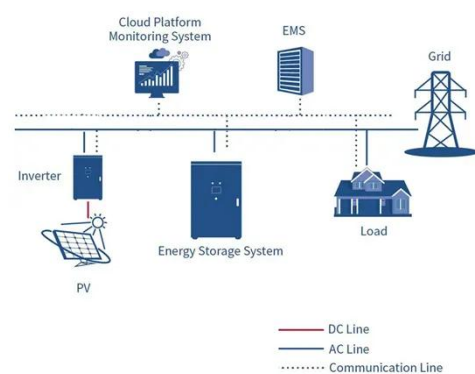 Cloud Platform
Monitoring System
EMS
Grid
Inverter
Energy Storage System
Load
PV
DC Line
AC Line
Communication Line